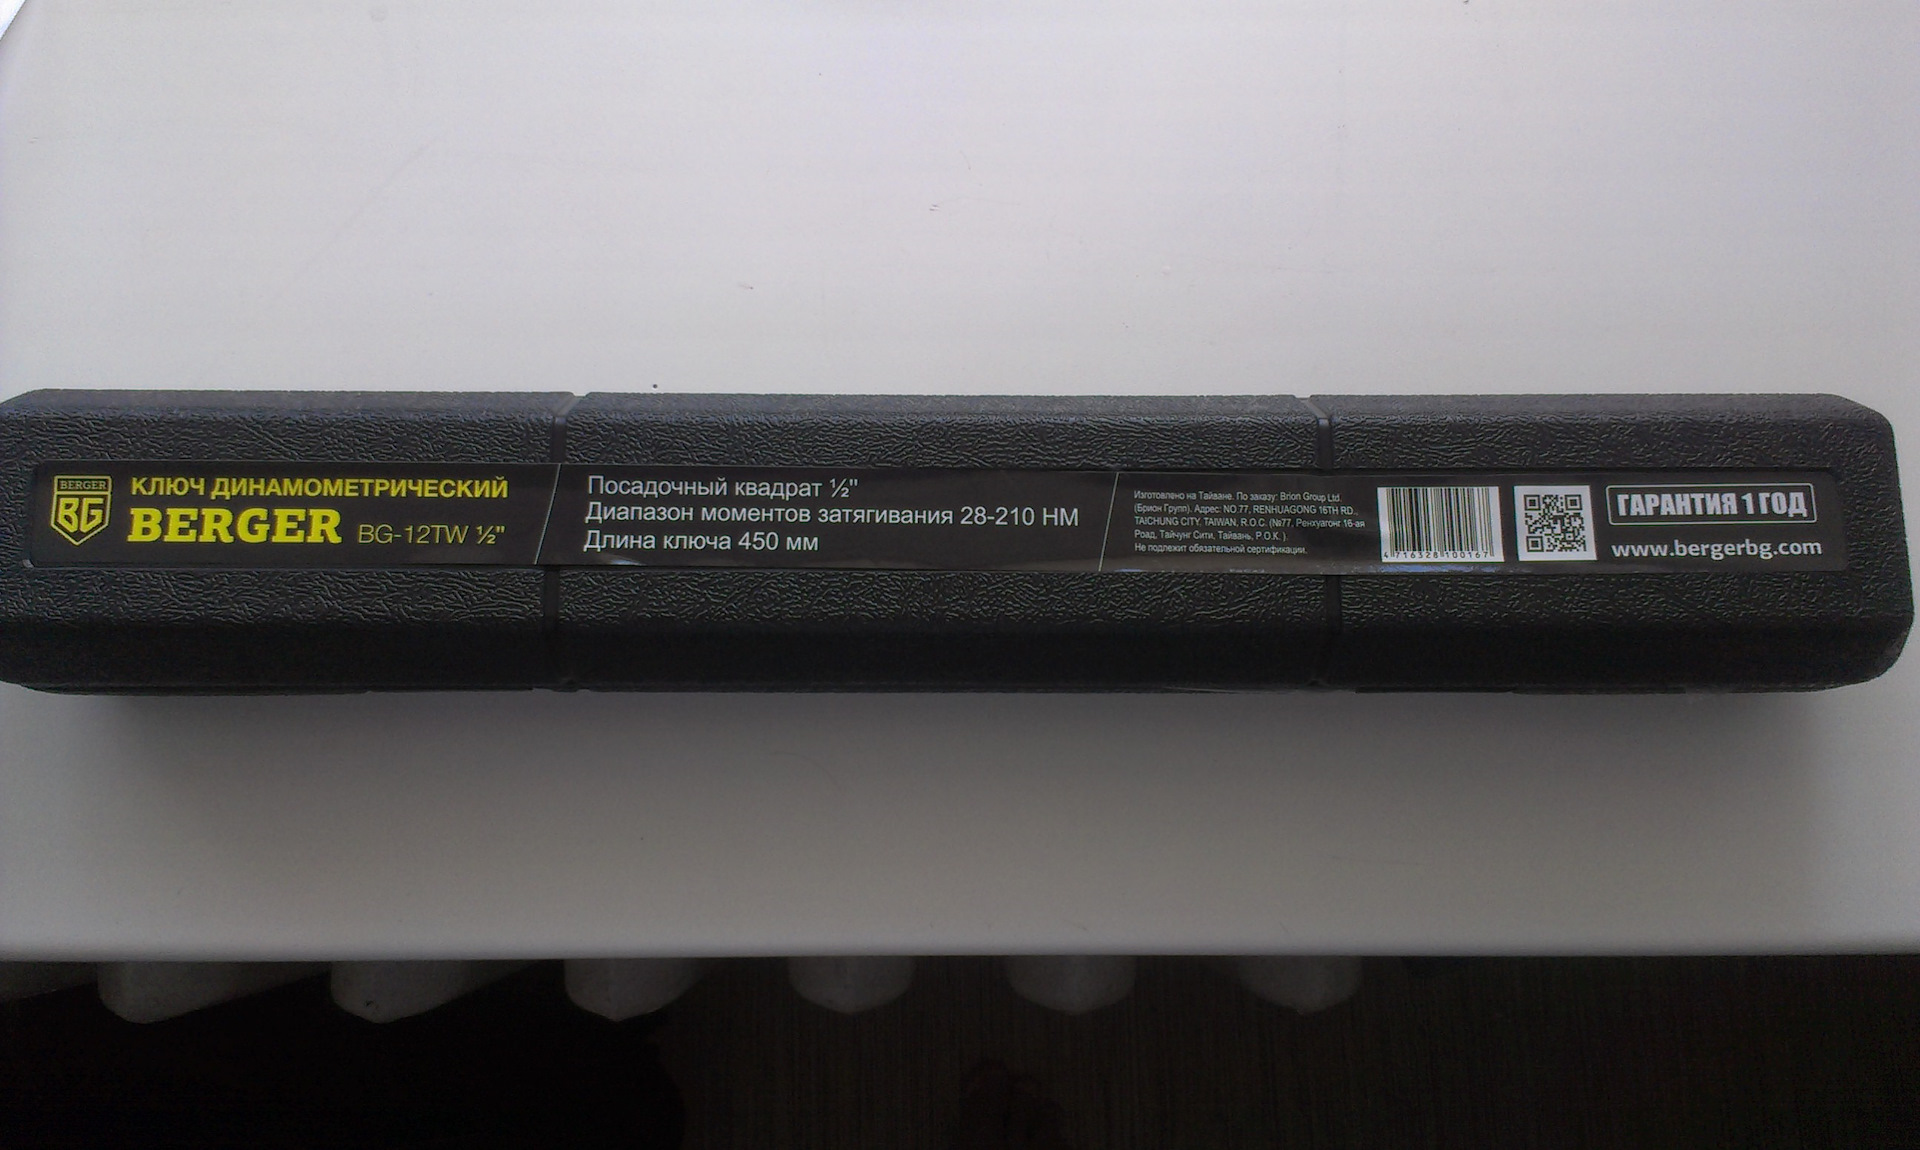 BERGER
BG
КЛЮЧ ДИНАМОМЕТРИЧЕСКИЙ
BERGER BG-12TW ½"
Посадочный квадрат ½"
Диапазон моментов затягивания 28-210 НМ
Длина ключа 450 мм
Изготовлено на Тайване. По заказу: Brion Group Ltd.
(Брион Групп). Адрес: NO.77, RENHUAGONG 16TH RD.,
TAICHUNG CITY, TAIWAN, R.O.C. (№77, Ренхуагонг 16-ая
Роад, Тайчунг Сити, Тайвань, Р.О.К. ).
Не подлежит обязательной сертификации.
4 716328 100167
ГАРАНТИЯ 1 ГОД
www.bergerbg.com